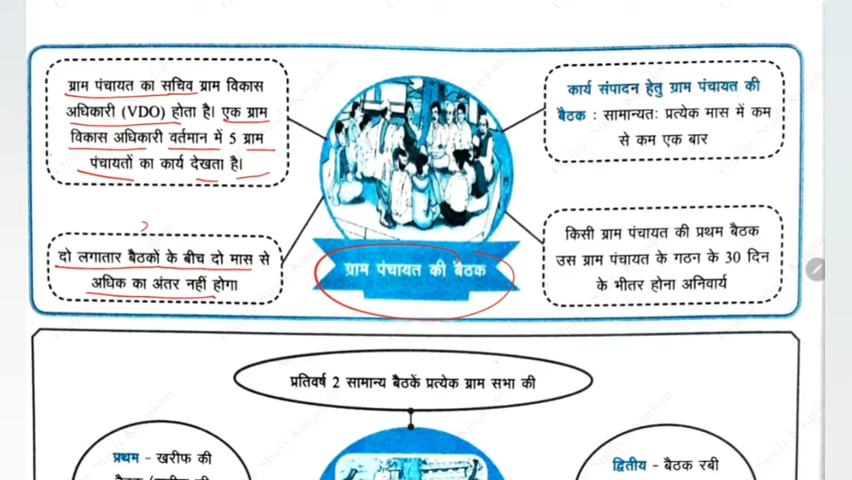 ग्राम पंचायत का सचिव ग्राम विकास
अधिकारी (VDO) होता है। एक ग्राम
विकास अधिकारी वर्तमान में 5 ग्राम
पंचायतों का कार्य देखता है।
कार्य संपादन हेतु ग्राम पंचायत की
बैठक : सामान्यतः प्रत्येक मास में कम
से कम एक बार
दो लगातार बैठकों के बीच दो मास से
अधिक का अंतर नहीं होगा
ग्राम पंचायत की बैठक
किसी ग्राम पंचायत की प्रथम बैठक
उस ग्राम पंचायत के गठन के 30 दिन
के भीतर होना अनिवार्य
प्रतिवर्ष 2 सामान्य बैठकें प्रत्येक ग्राम सभा की
प्रथम - खरीफ की
द्वितीय - बैठक रबी